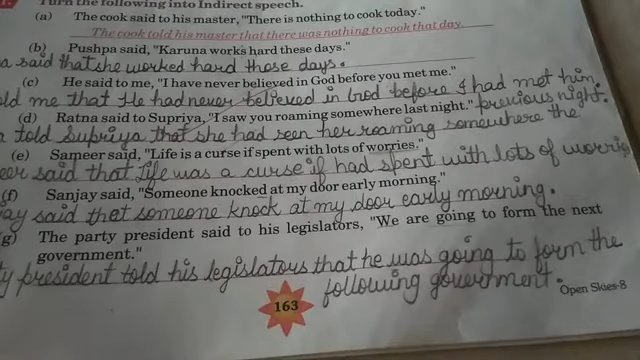 Turn the following into Indirect speech.
(a) The cook said to his master, "There is nothing to cook today."
The cook told his master that there was nothing to cook that day.
(b) Pushpa said, "Karuna works hard these days."
said that she worked hard those days.
(c) He said to me, "I have never believed in God before you met me."
told me that He had never believed in God before I had met him.
(d) Ratna said to Supriya, "I saw you roaming somewhere last night." previous night.
told Supriya that she had seen her roaming somewhere the
(e) Sameer said, "Life is a curse if spent with lots of worries."
said that life was a curse if had spent with lots of
(f) Sanjay said, "Someone knocked at my door early morning."
said that someone knock at my door early morning.
(g) The party president said to his legislators, "We are going to form the next
government."
president told his legislators that he was going to form the
following government.
163
Open Skies-8